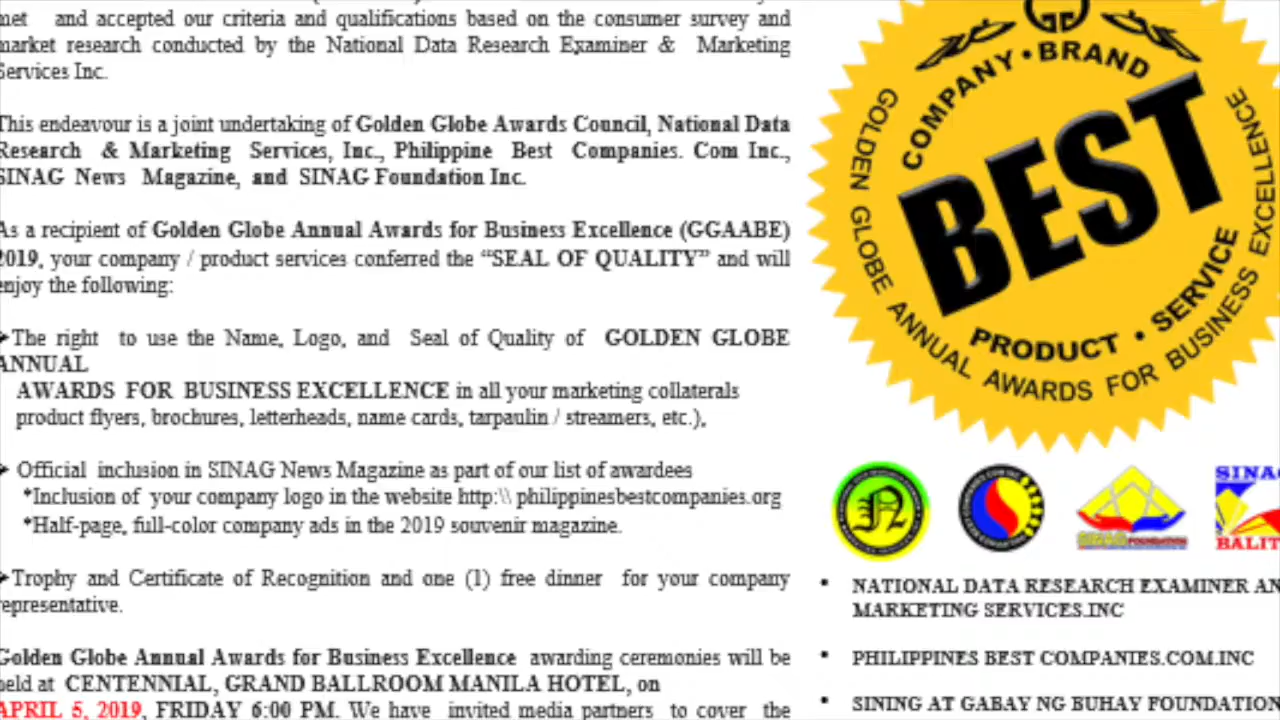 met and accepted our criteria and qualifications based on the consumer survey and
market research conducted by the National Data Research Examiner & Marketing
Services Inc.
This endeavour is a joint undertaking of Golden Globe Awards Council, National Data
Research & Marketing Services, Inc., Philippine Best Companies. Com Inc.,
SINAG News Magazine, and SINAG Foundation Inc.
As a recipient of Golden Globe Annual Awards for Business Excellence (GGAABE)
2019, your company / product services conferred the “SEAL OF QUALITY” and will
enjoy the following:
➤The right to use the Name, Logo, and Seal of Quality of GOLDEN GLOBE
ANNUAL
AWARDS FOR BUSINESS EXCELLENCE in all your marketing collaterals
product flyers, brochures, letterheads, name cards, tarpaulin / streamers, etc.),
➤ Official inclusion in SINAG News Magazine as part of our list of awardees
*Inclusion of your company logo in the website http:\\ philippinesbestcompanies.org
*Half-page, full-color company ads in the 2019 souvenir magazine.
➤Trophy and Certificate of Recognition and one (1) free dinner for your company
representative.
Golden Globe Annual Awards for Business Excellence awarding ceremonies will be
held at CENTENNIAL, GRAND BALLROOM MANILA HOTEL, on
APRIL 5, 2019, FRIDAY 6:00 PM. We have invited media partners to cover the
COMPANY • BRAND
BEST
PRODUCT • SERVICE
GOLDEN GLOBE ANNUAL AWARDS FOR BUSINESS EXCELLENCE
N
SINAG FOUNDATION
SINAG
BALIT
• NATIONAL DATA RESEARCH EXAMINER AN
MARKETING SERVICES.INC
• PHILIPPINES BEST COMPANIES.COM.INC
• SINING AT GABAY NG BUHAY FOUNDATION